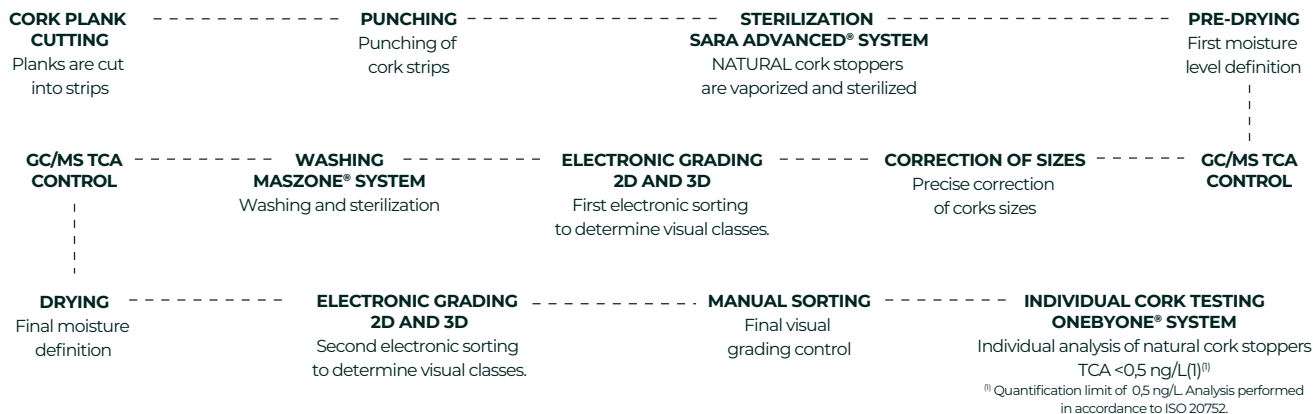 CORK PLANK
CUTTING
Planks are cut
into strips
PUNCHING
Punching of
cork strips
STERILIZATION
SARA ADVANCED® SYSTEM
NATURAL cork stoppers
are vaporized and sterilized
PRE-DRYING
First moisture
level definition
GC/MS TCA
CONTROL
CORRECTION OF SIZES
Precise correction
of corks sizes
ELECTRONIC GRADING
2D AND 3D
First electronic sorting
to determine visual classes.
WASHING
MASZONE® SYSTEM
Washing and sterilization
GC/MS TCA
CONTROL
DRYING
Final moisture
definition
ELECTRONIC GRADING
2D AND 3D
Second electronic sorting
to determine visual classes.
MANUAL SORTING
Final visual
grading control
INDIVIDUAL CORK TESTING
ONEBYONE® SYSTEM
Individual analysis of natural cork stoppers
TCA <0,5 ng/L(1)⁽¹⁾
⁽¹⁾ Quantification limit of 0,5 ng/L. Analysis performed
in accordance to ISO 20752.